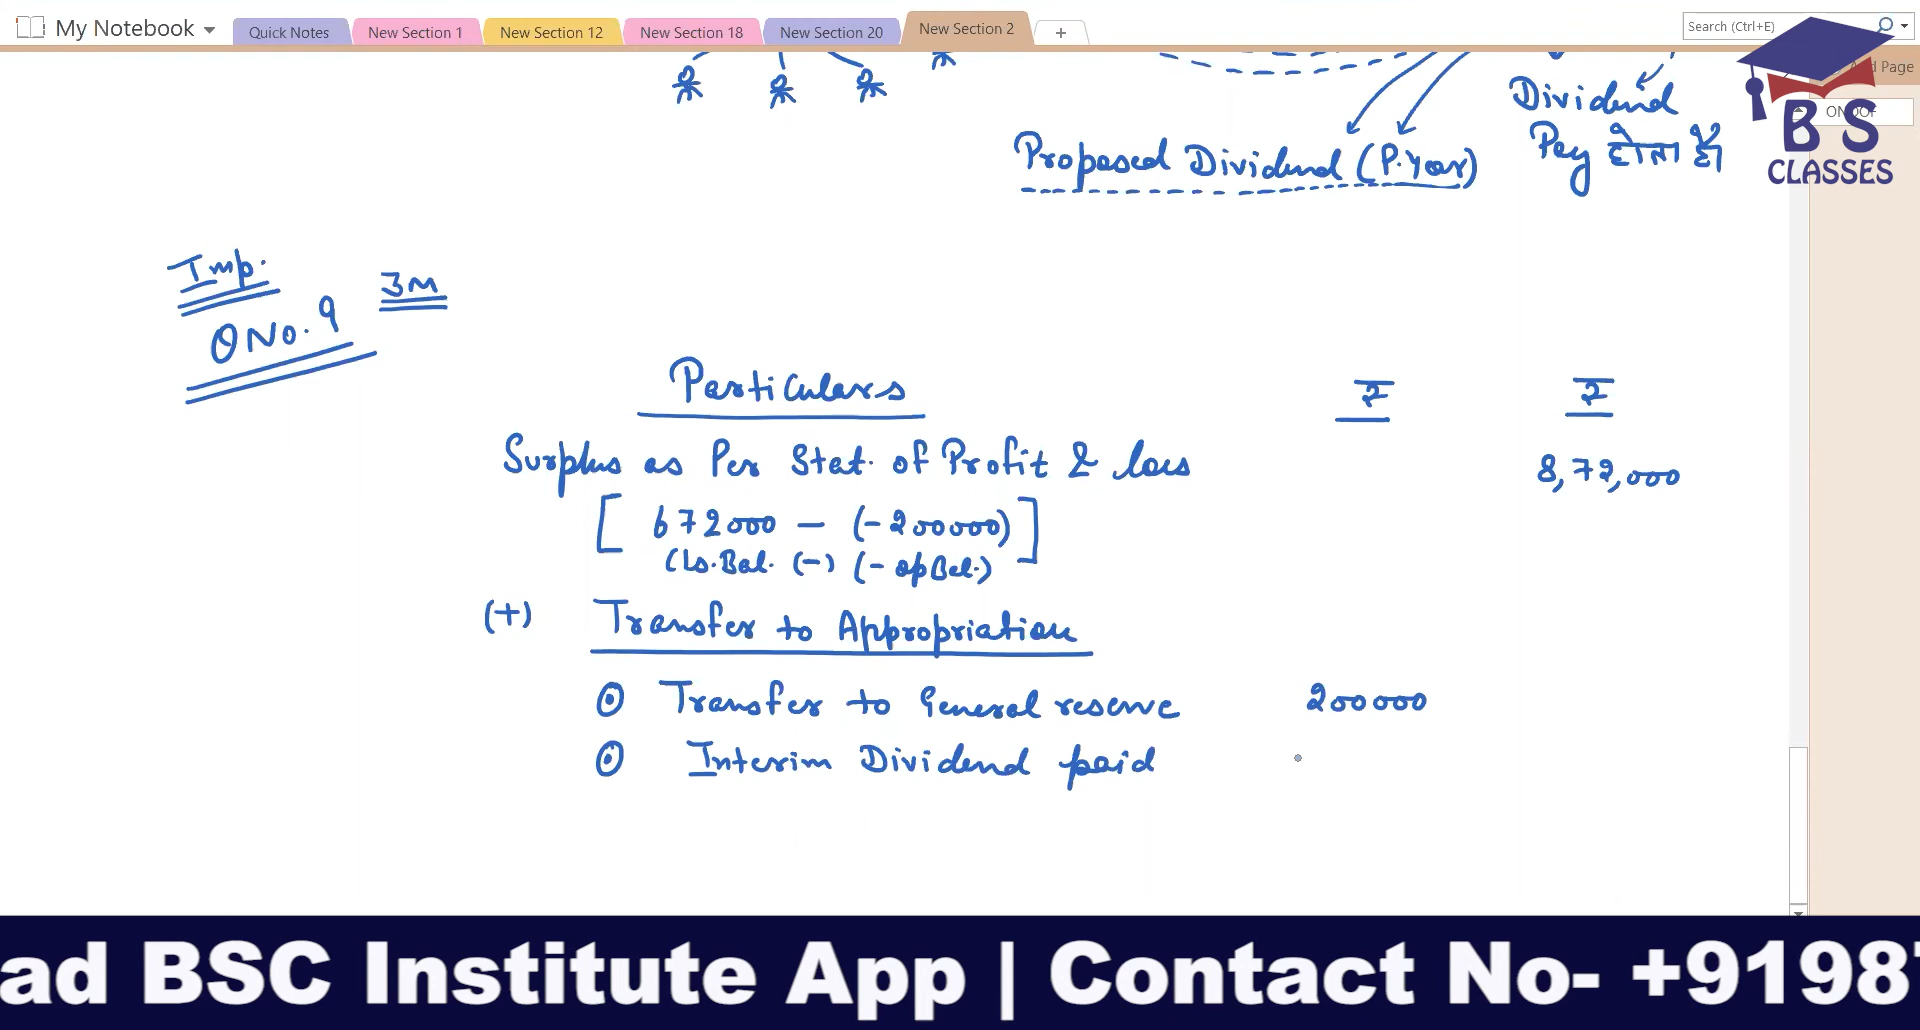 My Notebook
Quick Notes
New Section 1
New Section 12
New Section 18
New Section 20
New Section 2
+
Search (Ctrl+E)
d Page
BS
CLASSES
Dividend
Pay होना है
Proposed Dividend (P.Year)
Imp.
QNo. 9
3M
Particulars ₹ ₹
Surplus as Per Stat. of Profit & loss 8,72,000
[ 672000 - (-200000) ]
(Ls.Bal. (-) (- op Bal.)
(+) Transfer to Appropriation
Transfer to General reserve 200000
Interim Dividend paid
ad BSC Institute App | Contact No- +9198